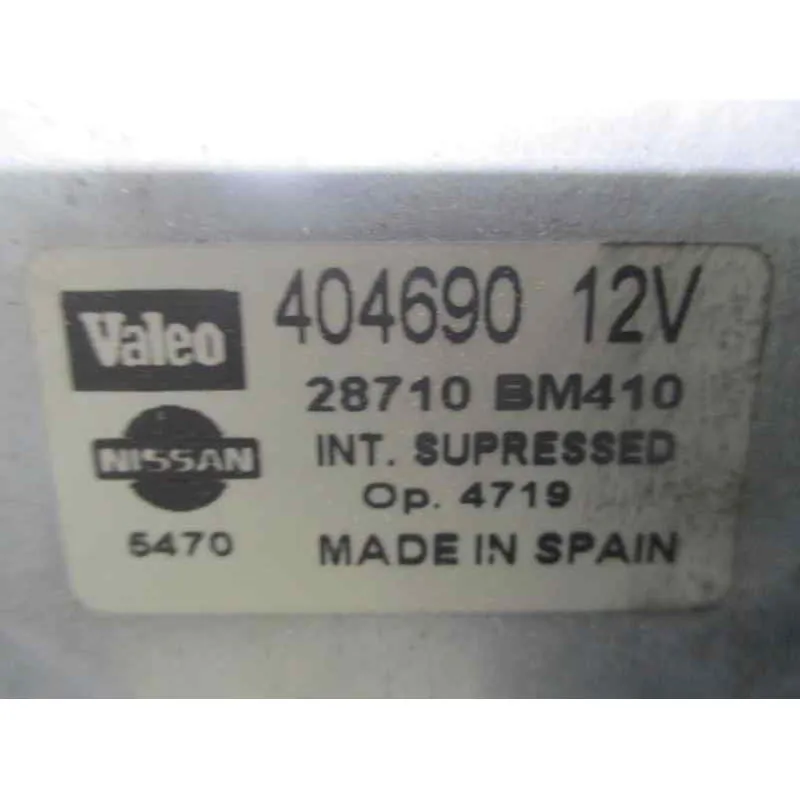 Valeo 404690 12V
28710 BM410
NISSAN INT. SUPRESSED
Op. 4719
5470 MADE IN SPAIN